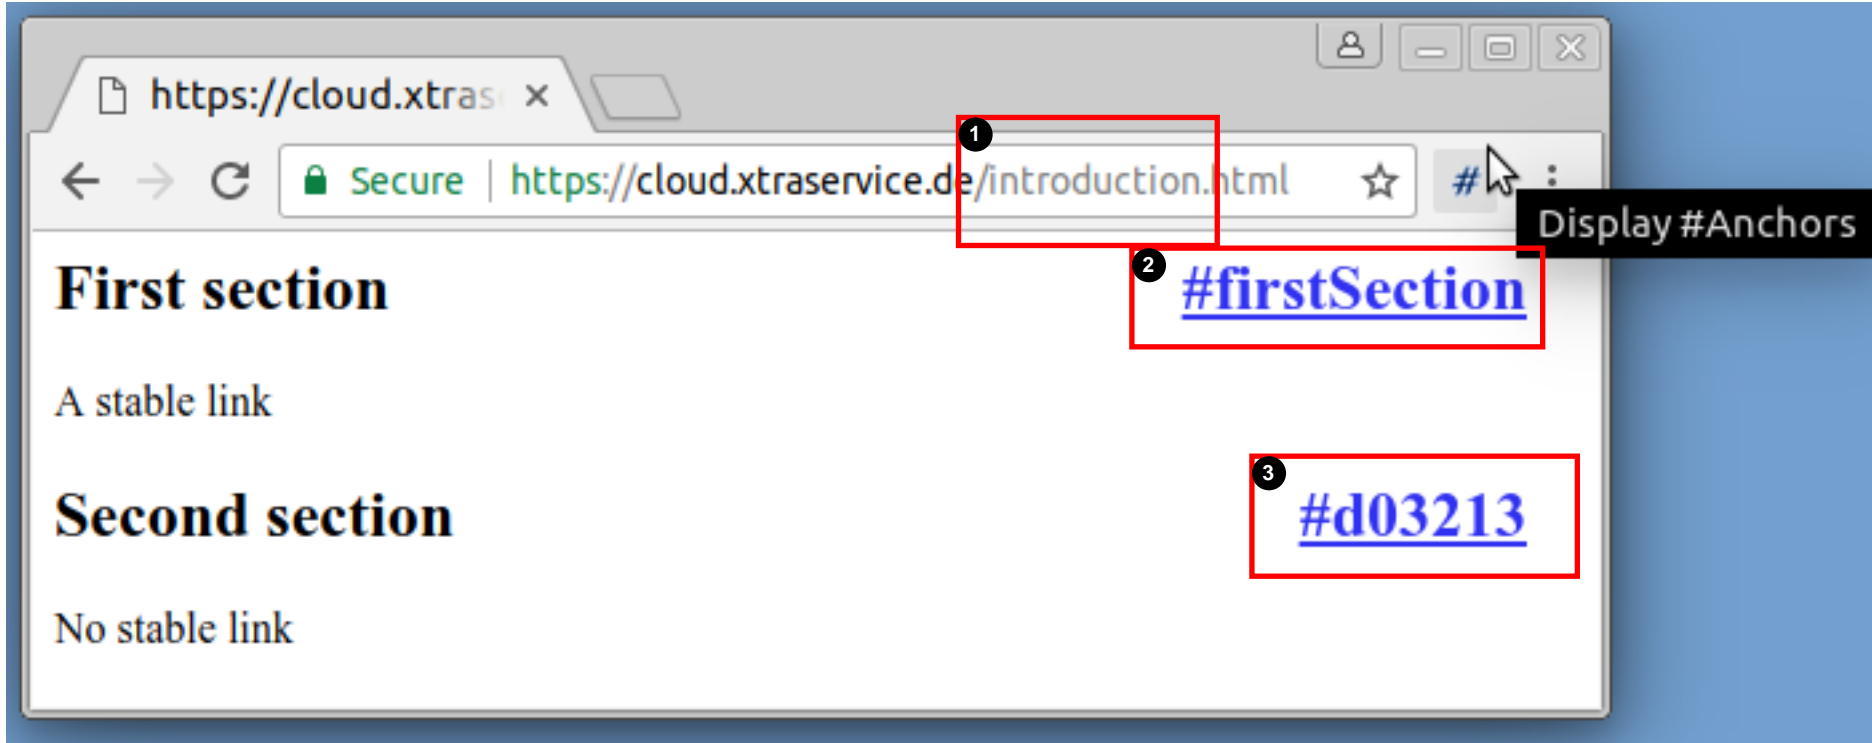 https://cloud.xtras
1
Secure | https://cloud.xtraservice.de/introduction.html
#
Display #Anchors
2
First section #firstSection
A stable link
3
Second section #d03213
No stable link